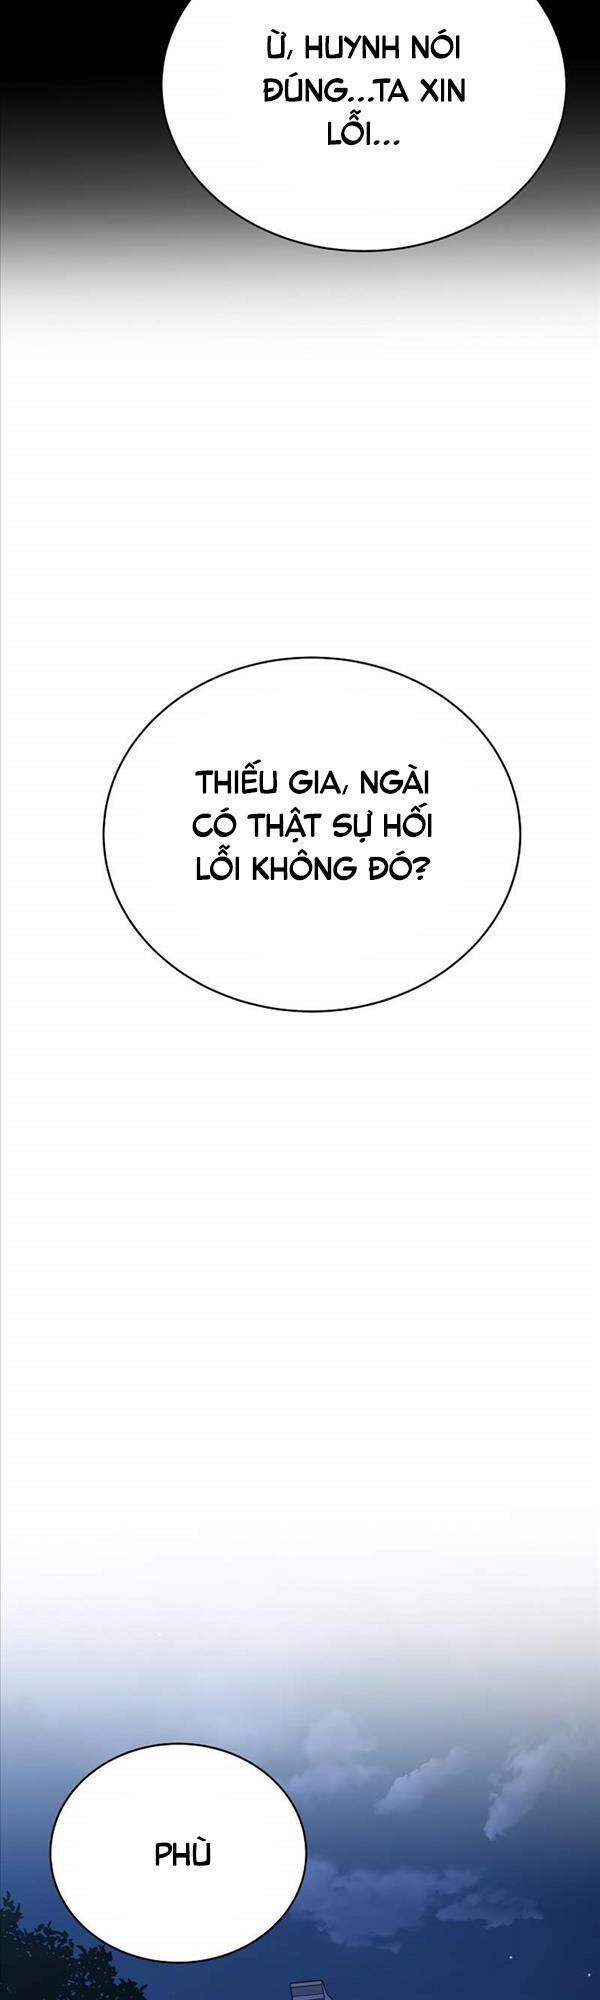 Ừ, HUYNH NÓI
ĐÚNG...TA XIN
LỖI...
THIẾU GIA, NGÀI
CÓ THẬT SỰ HỐI
LỖI KHÔNG ĐÓ?
PHÙ